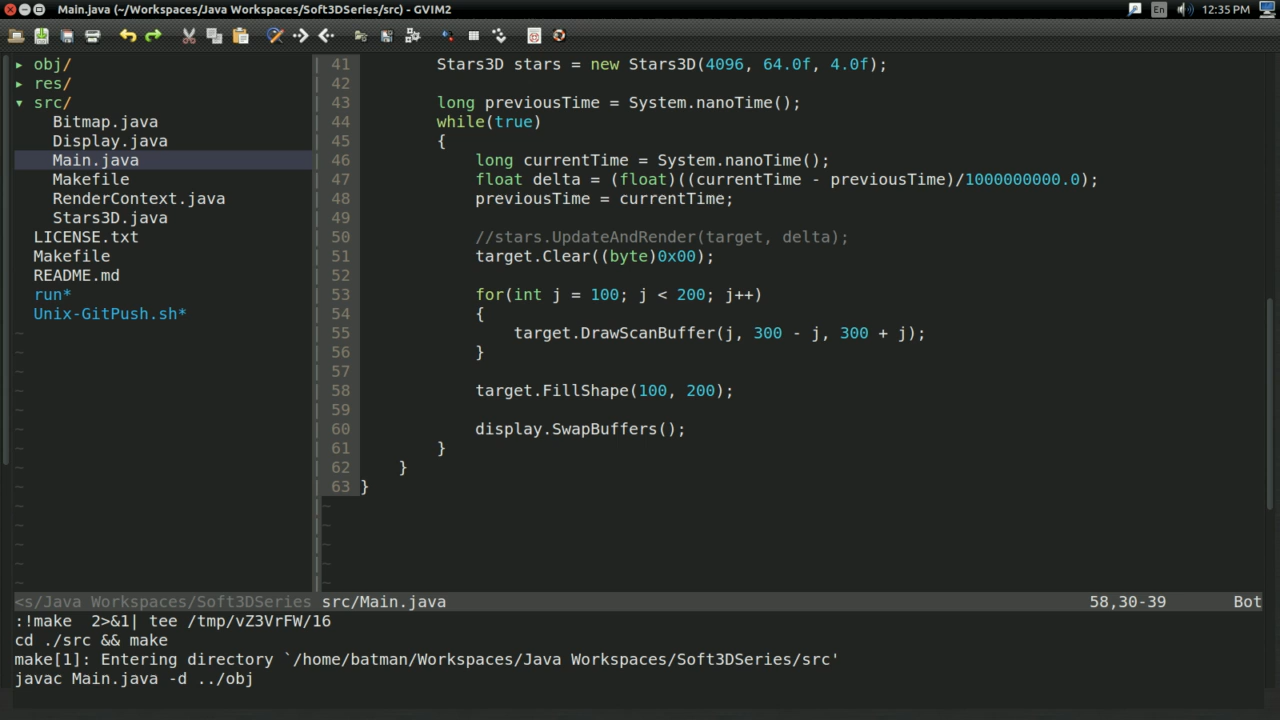 Main.java (~/Workspaces/Java Workspaces/Soft3DSeries/src) - GVIM2
En
12:35 PM
▸ obj/
▸ res/
▾ src/
Bitmap.java
Display.java
Main.java
Makefile
RenderContext.java
Stars3D.java
LICENSE.txt
Makefile
README.md
run*
Unix-GitPush.sh*
41 Stars3D stars = new Stars3D(4096, 64.0f, 4.0f);
42
43 long previousTime = System.nanoTime();
44 while(true)
45 {
46 long currentTime = System.nanoTime();
47 float delta = (float)((currentTime - previousTime)/1000000000.0);
48 previousTime = currentTime;
49
50 //stars.UpdateAndRender(target, delta);
51 target.Clear((byte)0x00);
52
53 for(int j = 100; j < 200; j++)
54 {
55 target.DrawScanBuffer(j, 300 - j, 300 + j);
56 }
57
58 target.FillShape(100, 200);
59
60 display.SwapBuffers();
61 }
62 }
63 }
<s/Java Workspaces/Soft3DSeries src/Main.java 58,30-39 Bot
:!make  2>&1| tee /tmp/vZ3VrFW/16
cd ./src && make
make[1]: Entering directory `/home/batman/Workspaces/Java Workspaces/Soft3DSeries/src'
javac Main.java -d ../obj